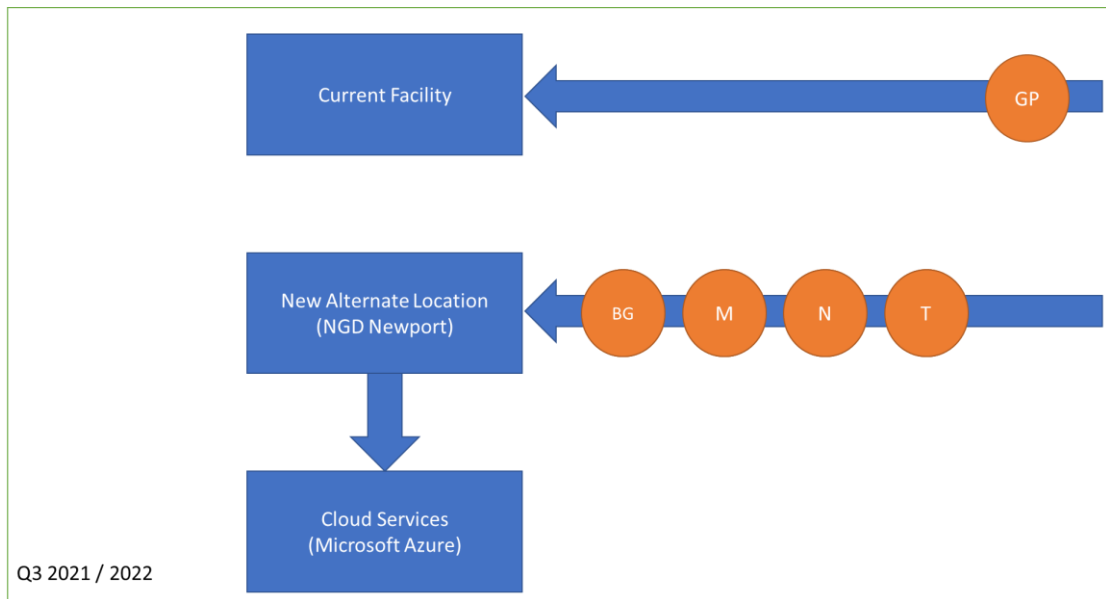 Current Facility
GP
New Alternate Location
(NGD Newport)
BG
M
N
T
Cloud Services
(Microsoft Azure)
Q3 2021 / 2022